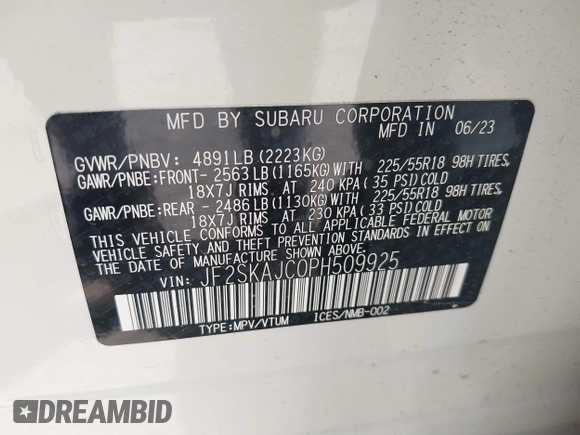 MFD BY SUBARU CORPORATION
MFD IN 06/23
GVWR/PNBV: 4891LB(2223KG)
GAWR/PNBE:FRONT- 2563LB(1165KG)WITH 225/55R18 98H TIRES,
18X7J RIMS AT 240 KPA(35 PSI)COLD
GAWR/PNBE:REAR -2486LB(1130KG)WITH 225/55R18 98H TIRES,
18X7J RIMS AT 230 KPA(33 PSI)COLD
THIS VEHICLE CONFORMS TO ALL APPLICABLE FEDERAL MOTOR
VEHICLE SAFETY AND THEFT PREVENTION STANDARDS IN EFFECT ON
THE DATE OF MANUFACTURE SHOWN ABOVE.
VIN: JF2SKAJC0PH509925
TYPE:MPV/VTUM ICES/NMB-002
DREAMBID